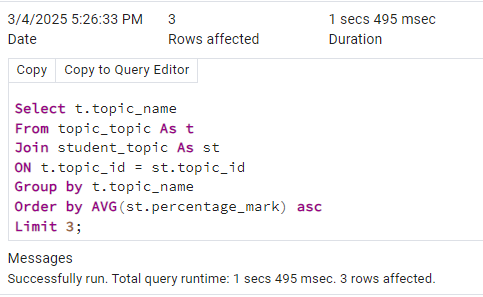 3/4/2025 5:26:33 PM 3 1 secs 495 msec
Date Rows affected Duration
Copy Copy to Query Editor
Select t.topic_name
From topic_topic As t
Join student_topic As st
ON t.topic_id = st.topic_id
Group by t.topic_name
Order by AVG(st.percentage_mark) asc
Limit 3;
Messages
Successfully run. Total query runtime: 1 secs 495 msec. 3 rows affected.